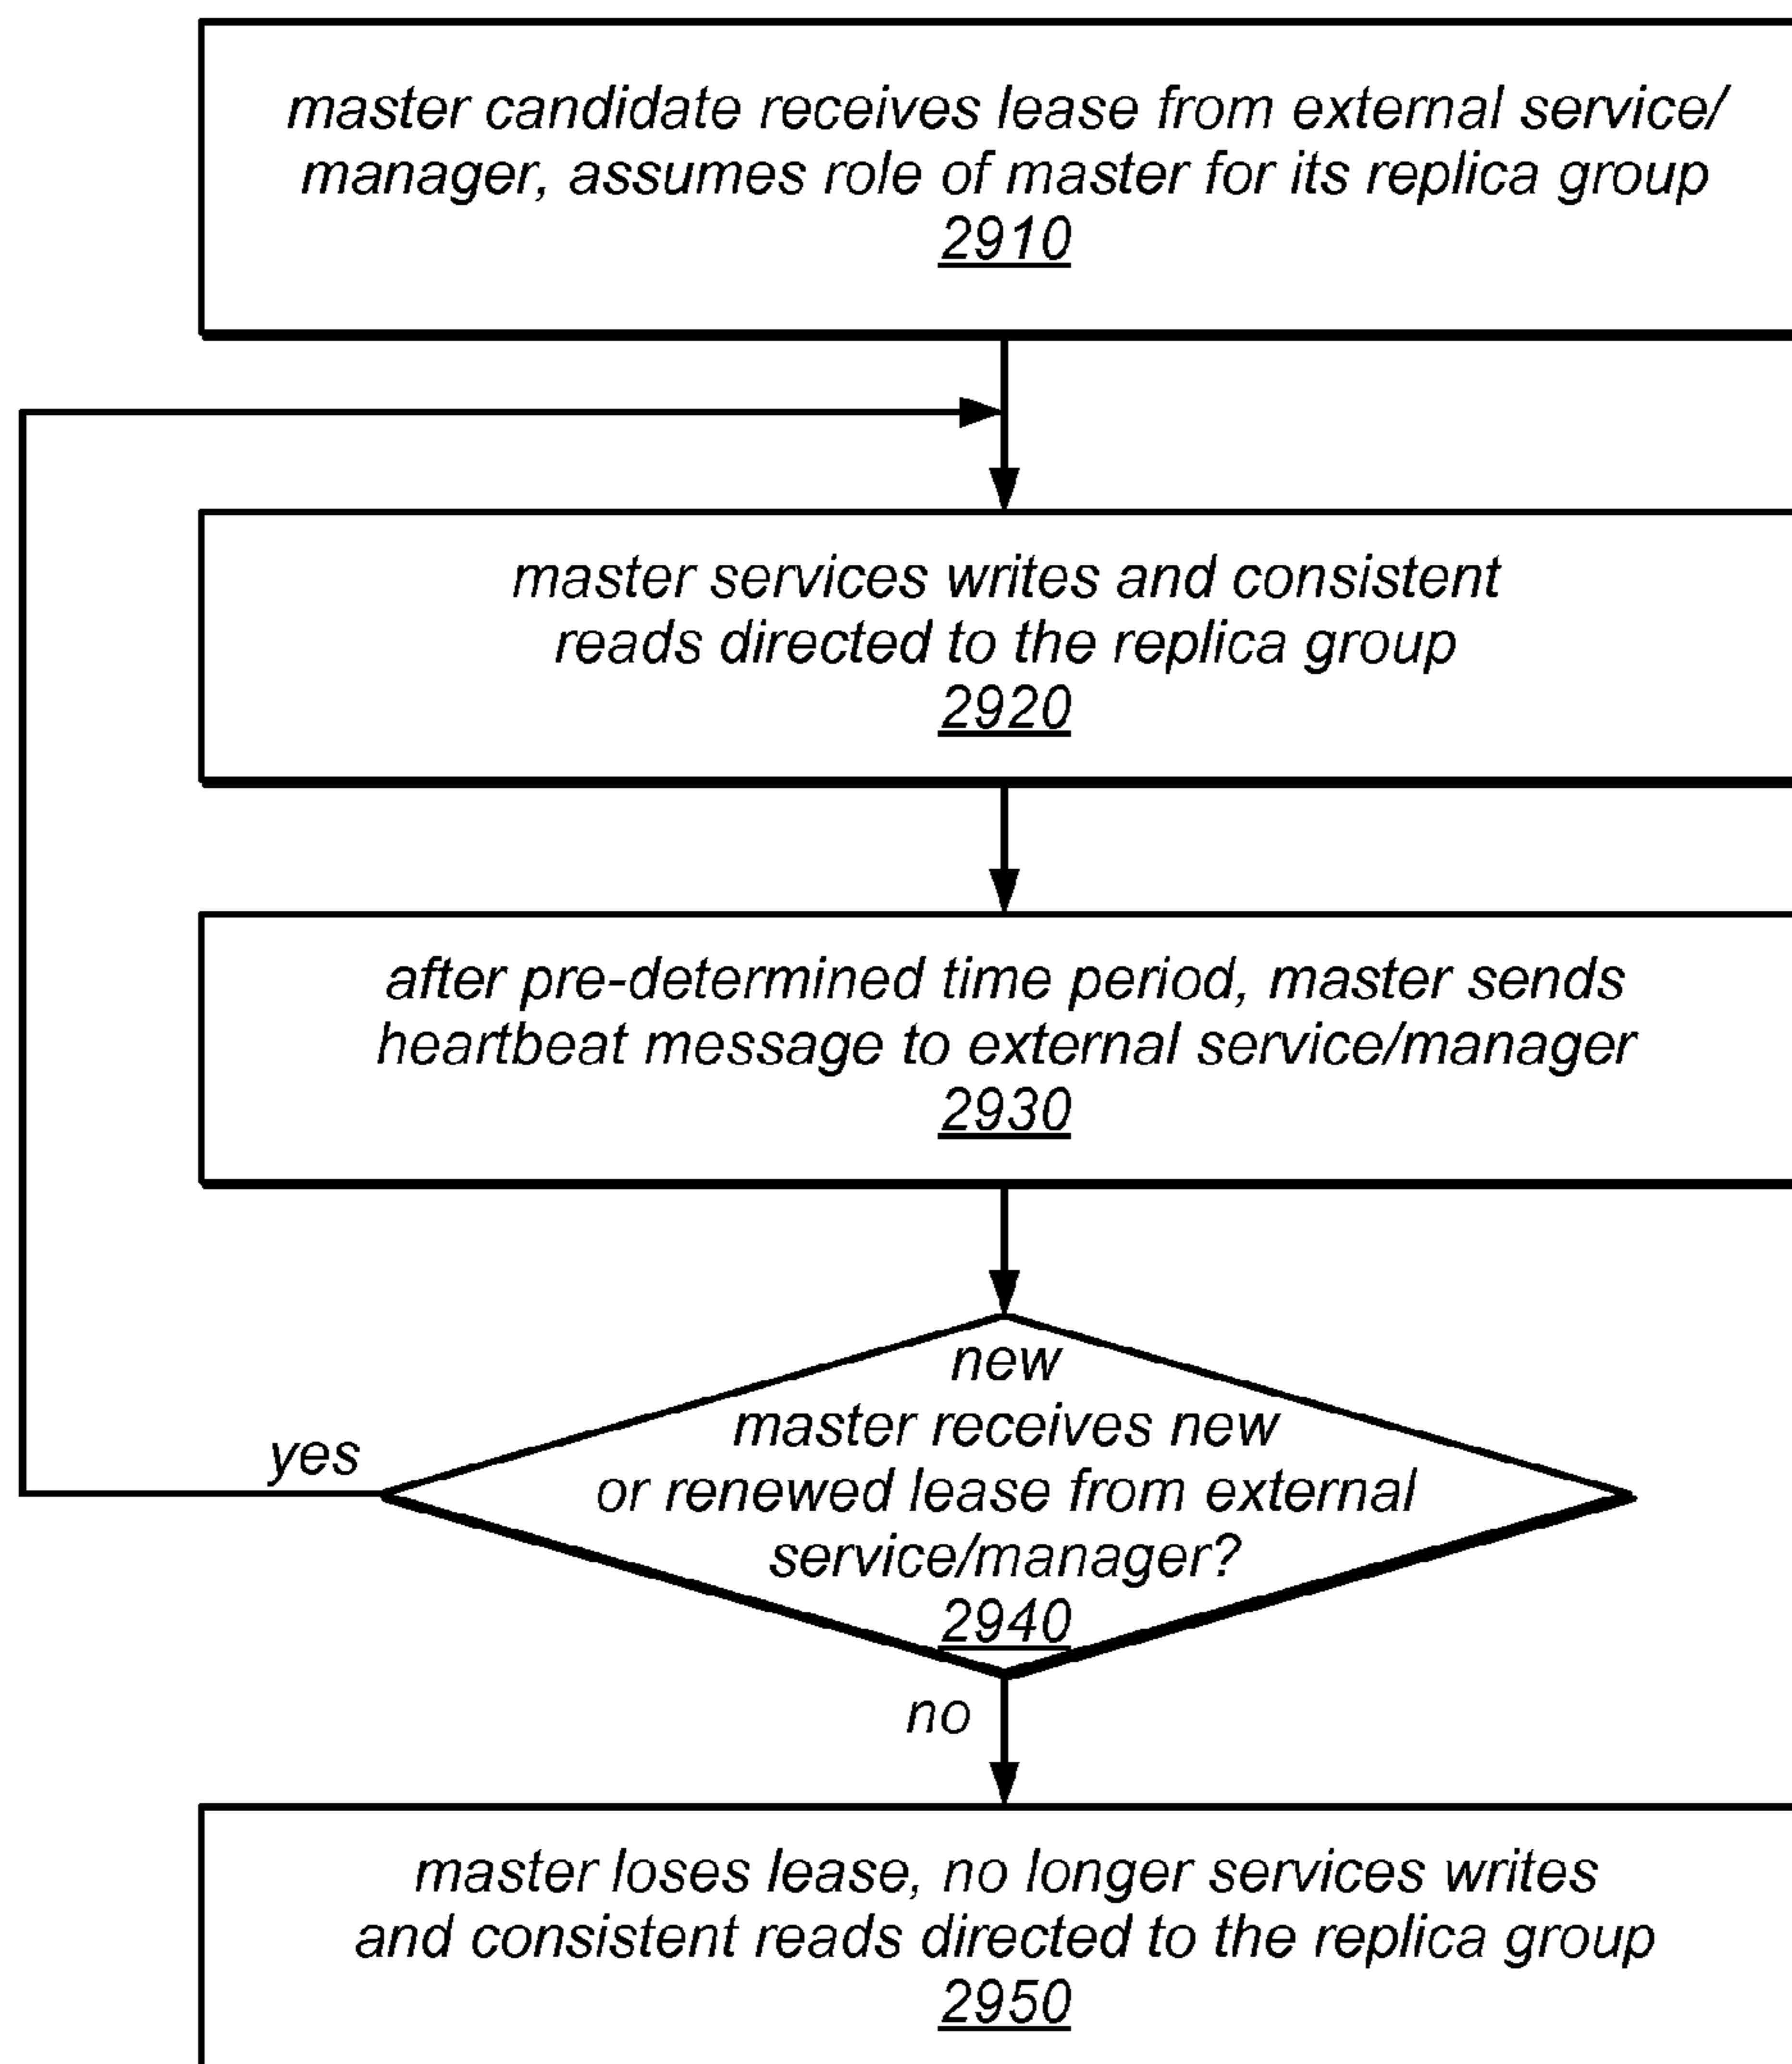 master candidate receives lease from external service/
manager, assumes role of master for its replica group
2910
master services writes and consistent
reads directed to the replica group
2920
after pre-determined time period, master sends
heartbeat message to external service/manager
2930
new
master receives new
or renewed lease from external
service/manager?
2940
yes
no
master loses lease, no longer services writes
and consistent reads directed to the replica group
2950